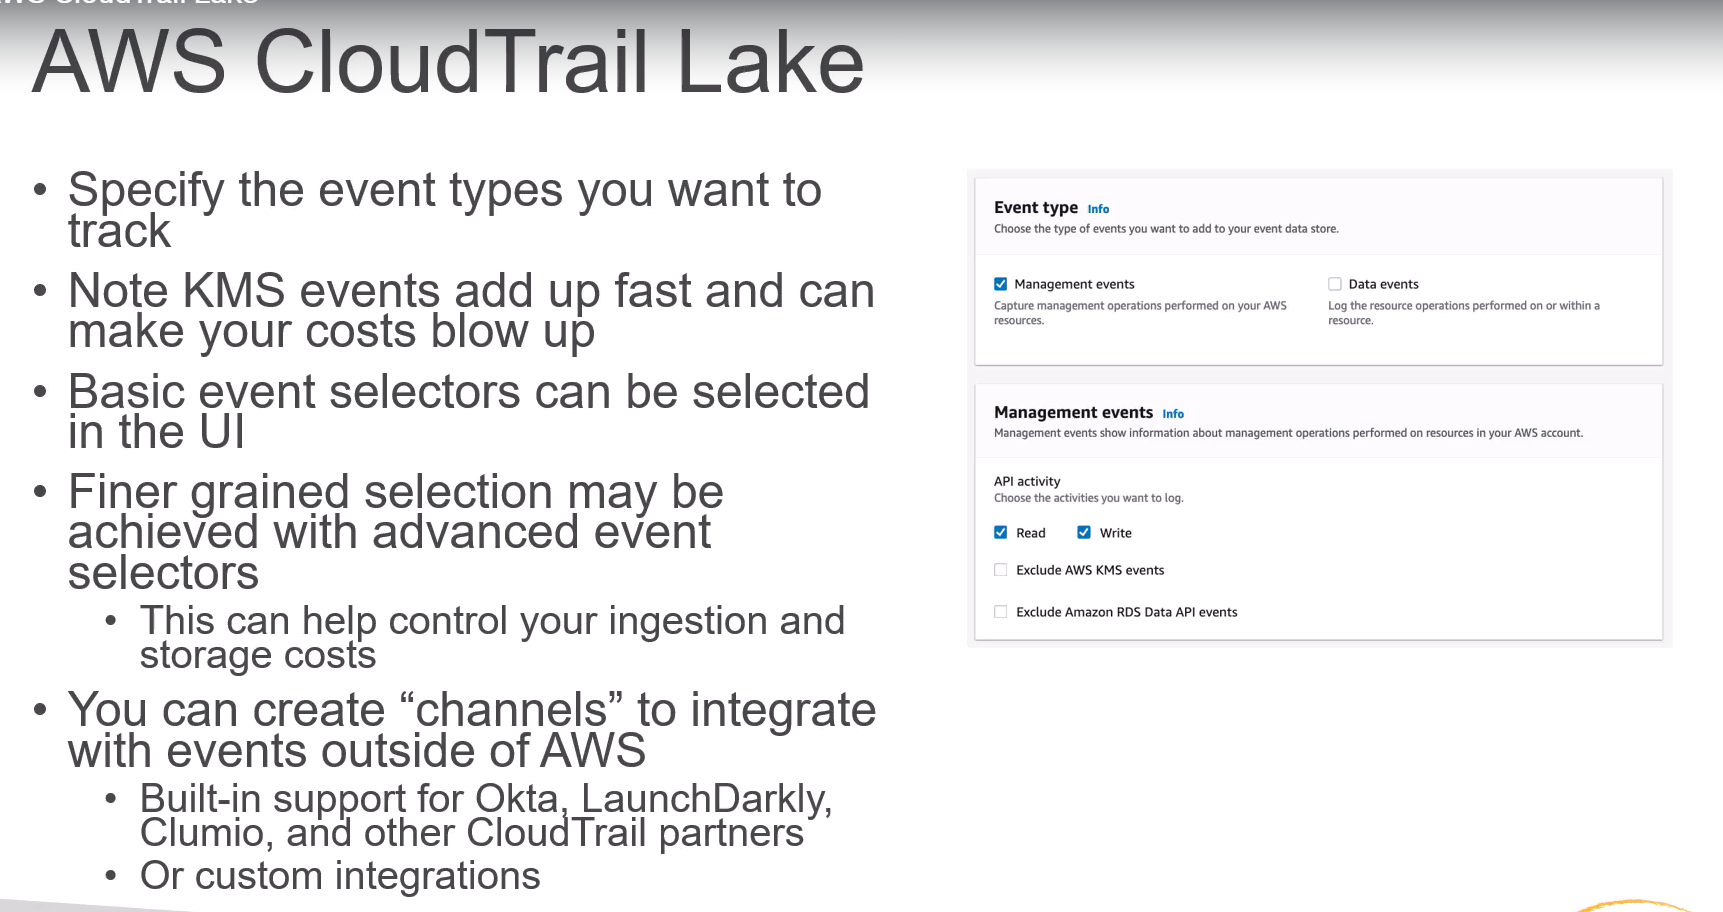 AWS CloudTrail Lake
AWS CloudTrail Lake
• Specify the event types you want to
track
• Note KMS events add up fast and can
make your costs blow up
• Basic event selectors can be selected
in the UI
• Finer grained selection may be
achieved with advanced event
selectors
• This can help control your ingestion and
storage costs
• You can create “channels” to integrate
with events outside of AWS
• Built-in support for Okta, LaunchDarkly,
Clumio, and other CloudTrail partners
• Or custom integrations
Event type Info
Choose the type of events you want to add to your event data store.
Management events
Capture management operations performed on your AWS
resources.
Data events
Log the resource operations performed on or within a
resource.
Management events Info
Management events show information about management operations performed on resources in your AWS account.
API activity
Choose the activities you want to log.
Read Write
Exclude AWS KMS events
Exclude Amazon RDS Data API events